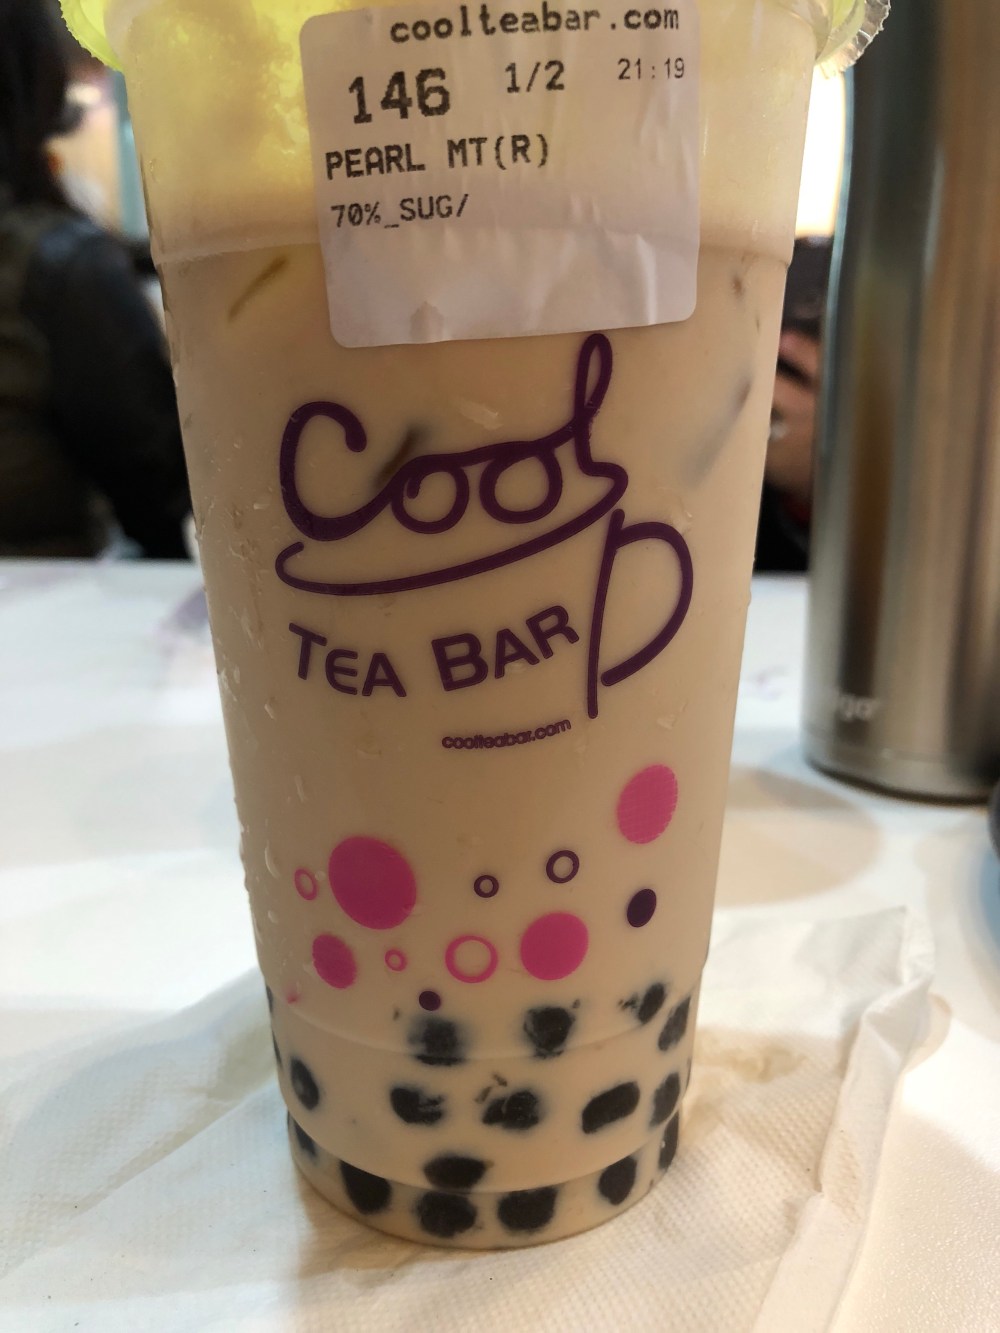 coolteabar.com
146 1/2 21:19
PEARL MT(R)
70%_SUG/
Cool
TEA BAR
coolteabar.com